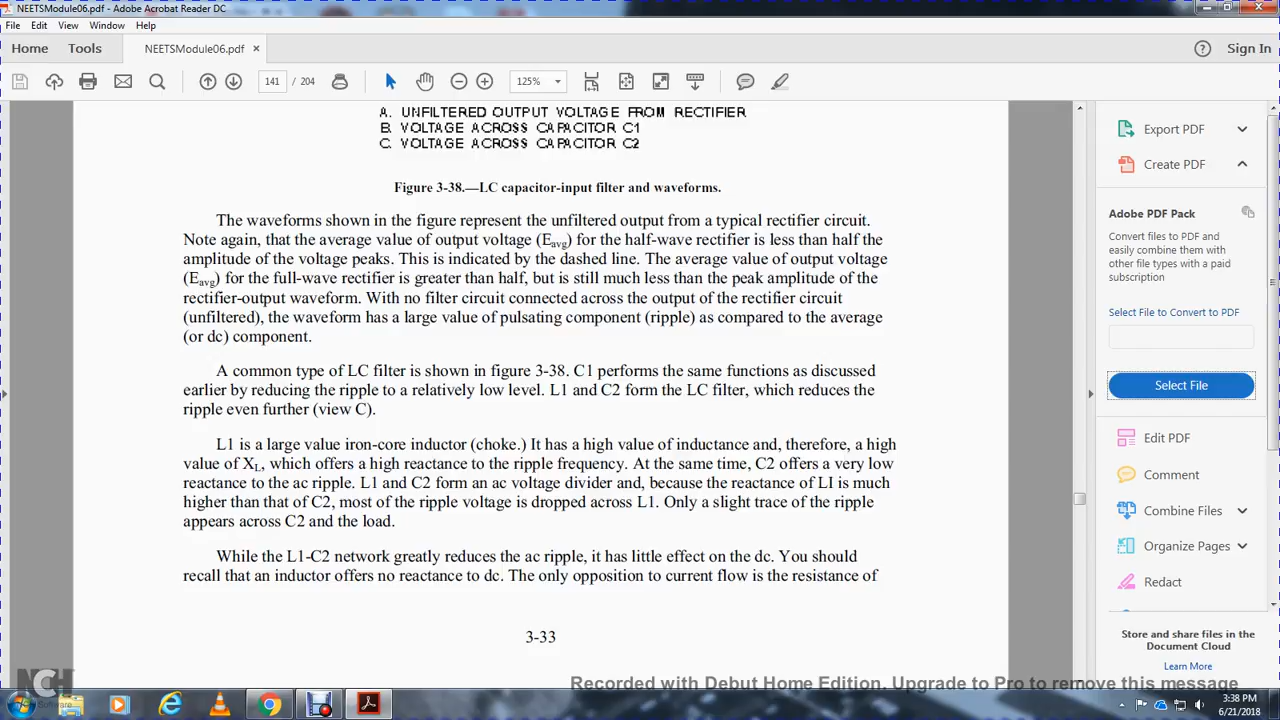 NEETSModule06.pdf - Adobe Acrobat Reader DC
File Edit View Window Help
Home Tools NEETSModule06.pdf × Sign In
141 / 204 125%
A. UNFILTERED OUTPUT VOLTAGE FROM RECTIFIER
B. VOLTAGE ACROSS CAPACITOR C1
C. VOLTAGE ACROSS CAPACITOR C2
Figure 3-38.—LC capacitor-input filter and waveforms.
The waveforms shown in the figure represent the unfiltered output from a typical rectifier circuit.
Note again, that the average value of output voltage (Eavg) for the half-wave rectifier is less than half the
amplitude of the voltage peaks. This is indicated by the dashed line. The average value of output voltage
(Eavg) for the full-wave rectifier is greater than half, but is still much less than the peak amplitude of the
rectifier-output waveform. With no filter circuit connected across the output of the rectifier circuit
(unfiltered), the waveform has a large value of pulsating component (ripple) as compared to the average
(or dc) component.
A common type of LC filter is shown in figure 3-38. C1 performs the same functions as discussed
earlier by reducing the ripple to a relatively low level. L1 and C2 form the LC filter, which reduces the
ripple even further (view C).
L1 is a large value iron-core inductor (choke.) It has a high value of inductance and, therefore, a high
value of XL, which offers a high reactance to the ripple frequency. At the same time, C2 offers a very low
reactance to the ac ripple. L1 and C2 form an ac voltage divider and, because the reactance of LI is much
higher than that of C2, most of the ripple voltage is dropped across L1. Only a slight trace of the ripple
appears across C2 and the load.
While the L1-C2 network greatly reduces the ac ripple, it has little effect on the dc. You should
recall that an inductor offers no reactance to dc. The only opposition to current flow is the resistance of
3-33
Export PDF
Create PDF
Adobe PDF Pack
Convert files to PDF and
easily combine them with
other file types with a paid
subscription
Select File to Convert to PDF
Select File
Edit PDF
Comment
Combine Files
Organize Pages
Redact
Store and share files in the
Document Cloud
Learn More
NCH
Software
Recorded with Debut Home Edition. Upgrade to Pro to remove this message
3:38 PM
6/21/2018